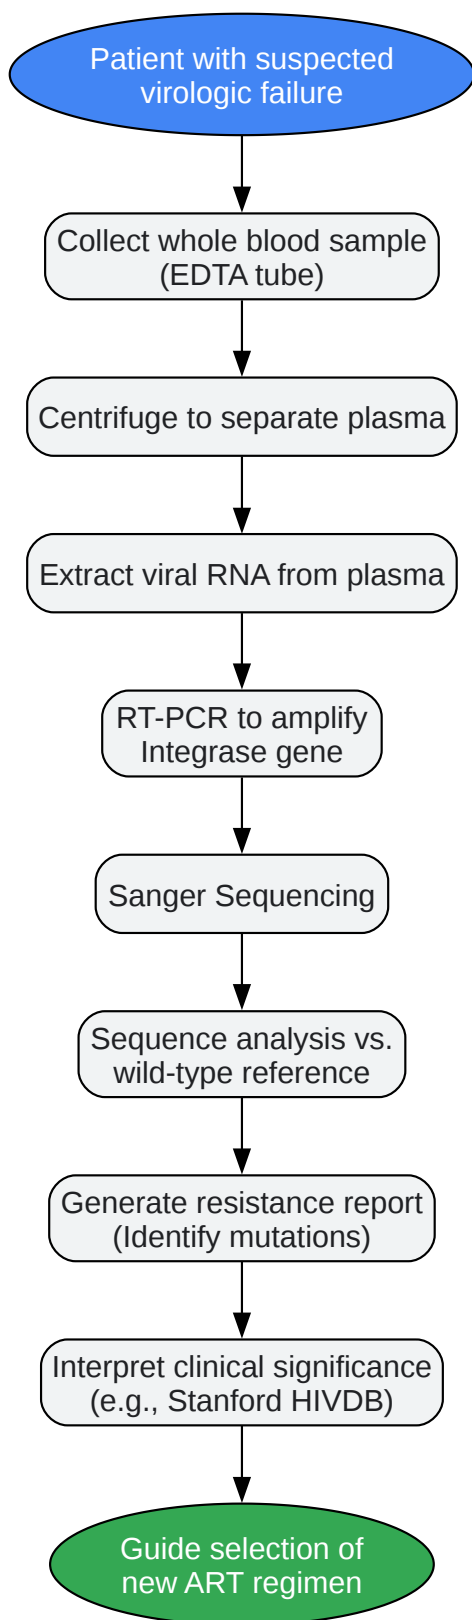 Patient with suspected
virologic failure
Collect whole blood sample
(EDTA tube)
Centrifuge to separate plasma
Extract viral RNA from plasma
RT-PCR to amplify
Integrase gene
Sanger Sequencing
Sequence analysis vs.
wild-type reference
Generate resistance report
(Identify mutations)
Interpret clinical significance
(e.g., Stanford HIVDB)
Guide selection of
new ART regimen